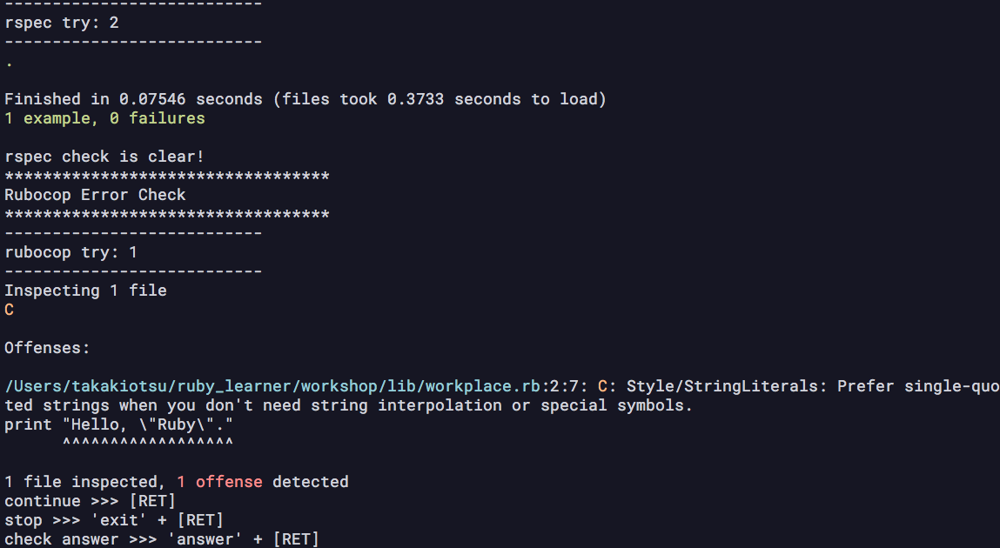 ---------------------------
rspec try: 2
---------------------------
.
Finished in 0.07546 seconds (files took 0.3733 seconds to load)
1 example, 0 failures
rspec check is clear!
**********************************
Rubocop Error Check
**********************************
---------------------------
rubocop try: 1
---------------------------
Inspecting 1 file
C
Offenses:
/Users/takakiotsu/ruby_learner/workshop/lib/workplace.rb:2:7: C: Style/StringLiterals: Prefer single-quo
ted strings when you don't need string interpolation or special symbols.
print "Hello, \"Ruby\"."
      ^^^^^^^^^^^^^^^^^^
1 file inspected, 1 offense detected
continue >>> [RET]
stop >>> 'exit' + [RET]
check answer >>> 'answer' + [RET]